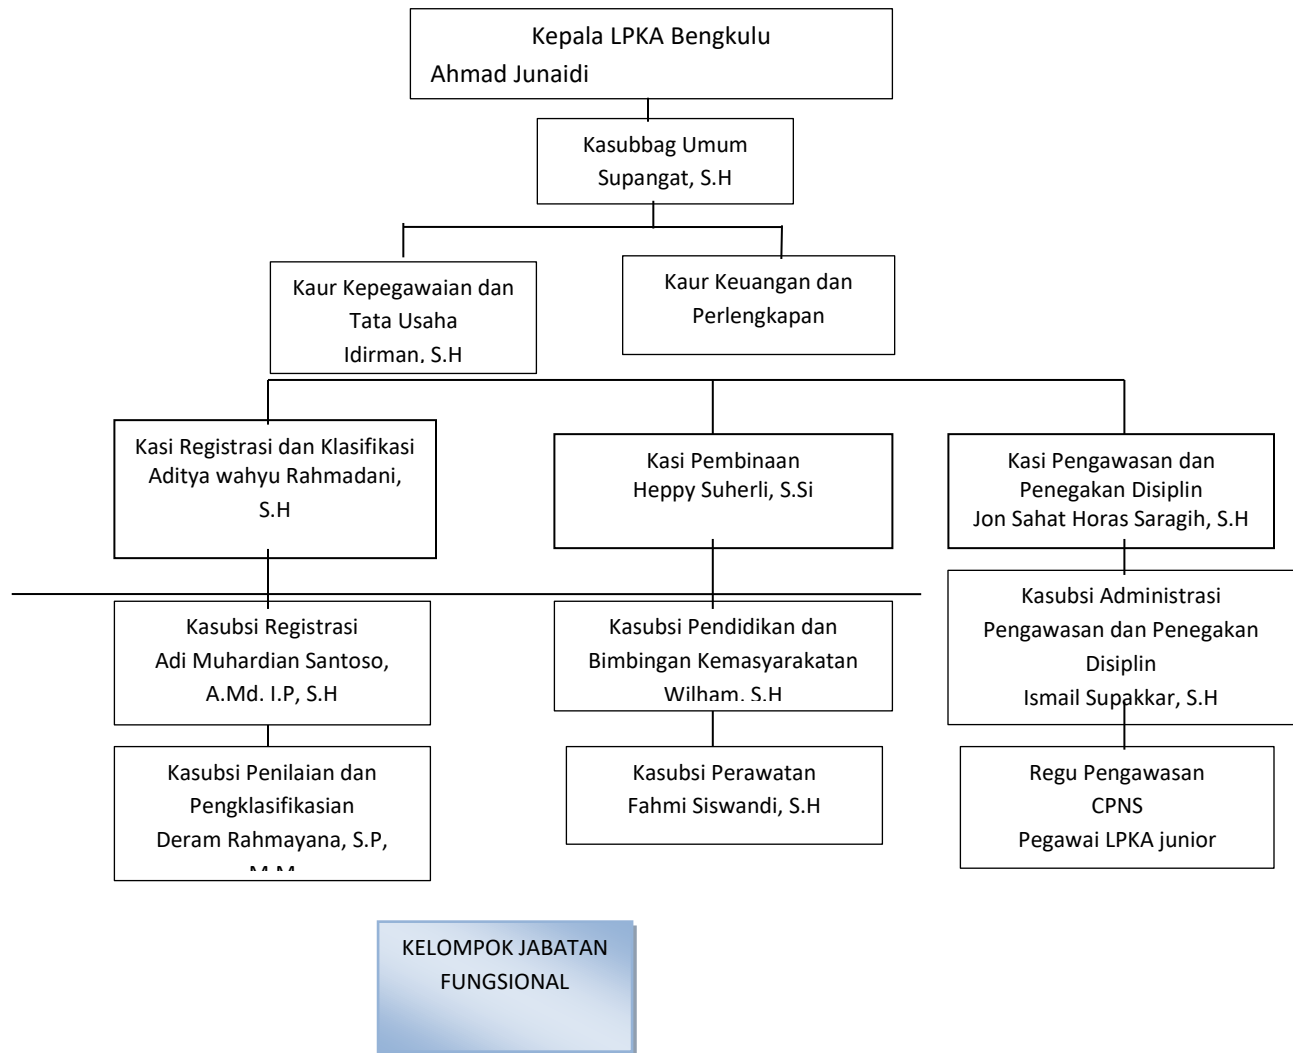 Kepala LPKA Bengkulu
Ahmad Junaidi
Kasubbag Umum
Supangat, S.H
Kaur Kepegawaian dan
Tata Usaha
Idirman, S.H
Kaur Keuangan dan
Perlengkapan
Kasi Registrasi dan Klasifikasi
Aditya wahyu Rahmadani,
S.H
Kasi Pembinaan
Heppy Suherli, S.Si
Kasi Pengawasan dan
Penegakan Disiplin
Jon Sahat Horas Saragih, S.H
Kasubsi Registrasi
Adi Muhardian Santoso,
A.Md. I.P, S.H
Kasubsi Pendidikan dan
Bimbingan Kemasyarakatan
Wilham, S.H
Kasubsi Administrasi
Pengawasan dan Penegakan
Disiplin
Ismail Supakkar, S.H
Kasubsi Penilaian dan
Pengklasifikasian
Deram Rahmayana, S.P,
M.M
Kasubsi Perawatan
Fahmi Siswandi, S.H
Regu Pengawasan
CPNS
Pegawai LPKA junior
KELOMPOK JABATAN
FUNGSIONAL